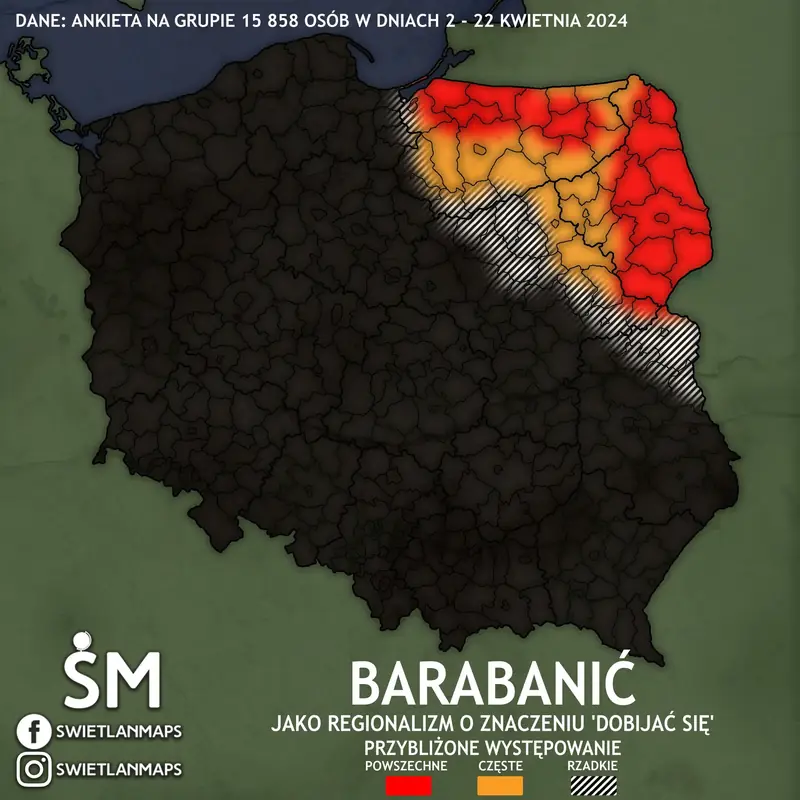 DANE: ANKIETA NA GRUPIE 15 858 OSÓB W DNIACH 2 - 22 KWIETNIA 2024
ŚM
SWIETLANMAPS
SWIETLANMAPS
BARABANIĆ
JAKO REGIONALIZM O ZNACZENIU 'DOBIJAĆ SIĘ'
PRZYBLIŻONE WYSTĘPOWANIE
POWSZECHNE CZĘSTE RZADKIE